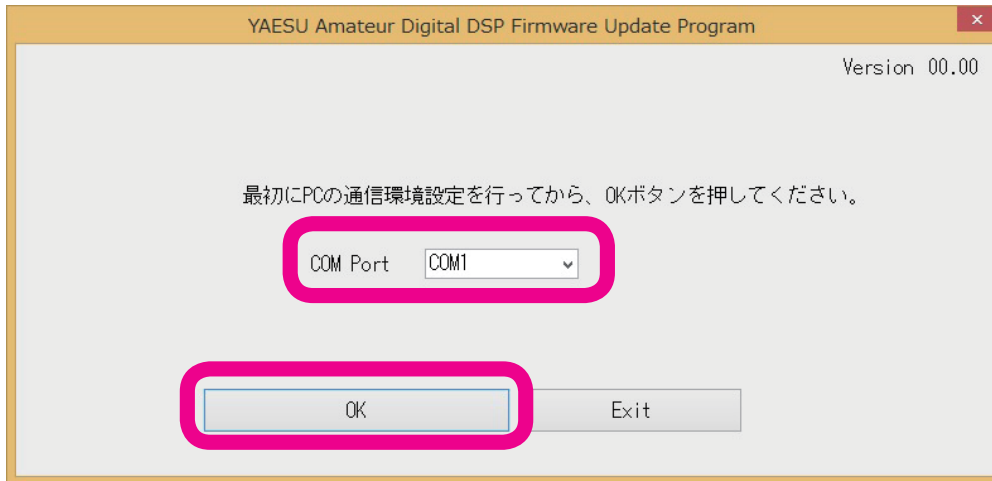 YAESU Amateur Digital DSP Firmware Update Program
Version 00.00
最初にPCの通信環境設定を行ってから、OKボタンを押してください。
COM Port COM1
OK Exit